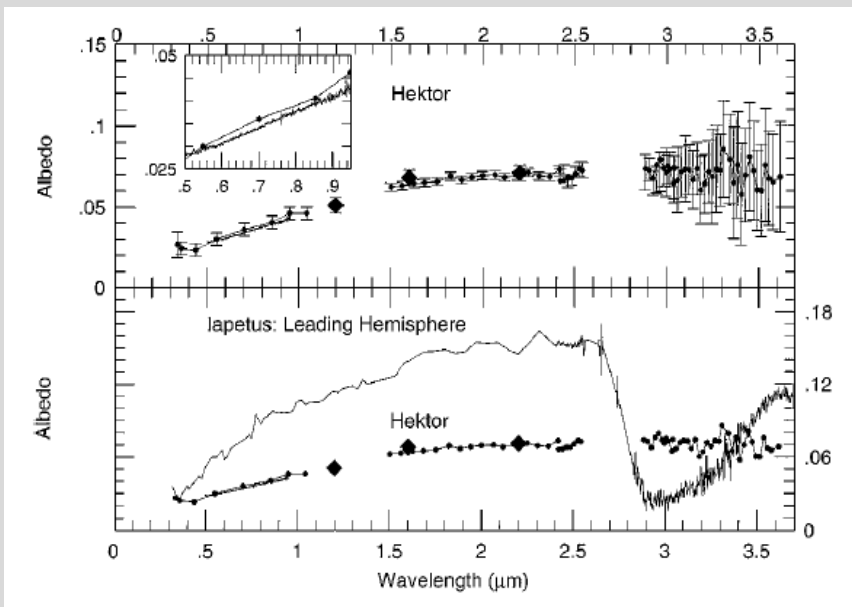 0 .5 1 1.5 2 2.5 3 3.5
.15
.05
Hektor
.1
Albedo
.025
.5 .6 .7 .8 .9
.05
0
Iapetus: Leading Hemisphere
.18
.12
Albedo
Hektor
.06
0
0 .5 1 1.5 2 2.5 3 3.5
Wavelength (μm)